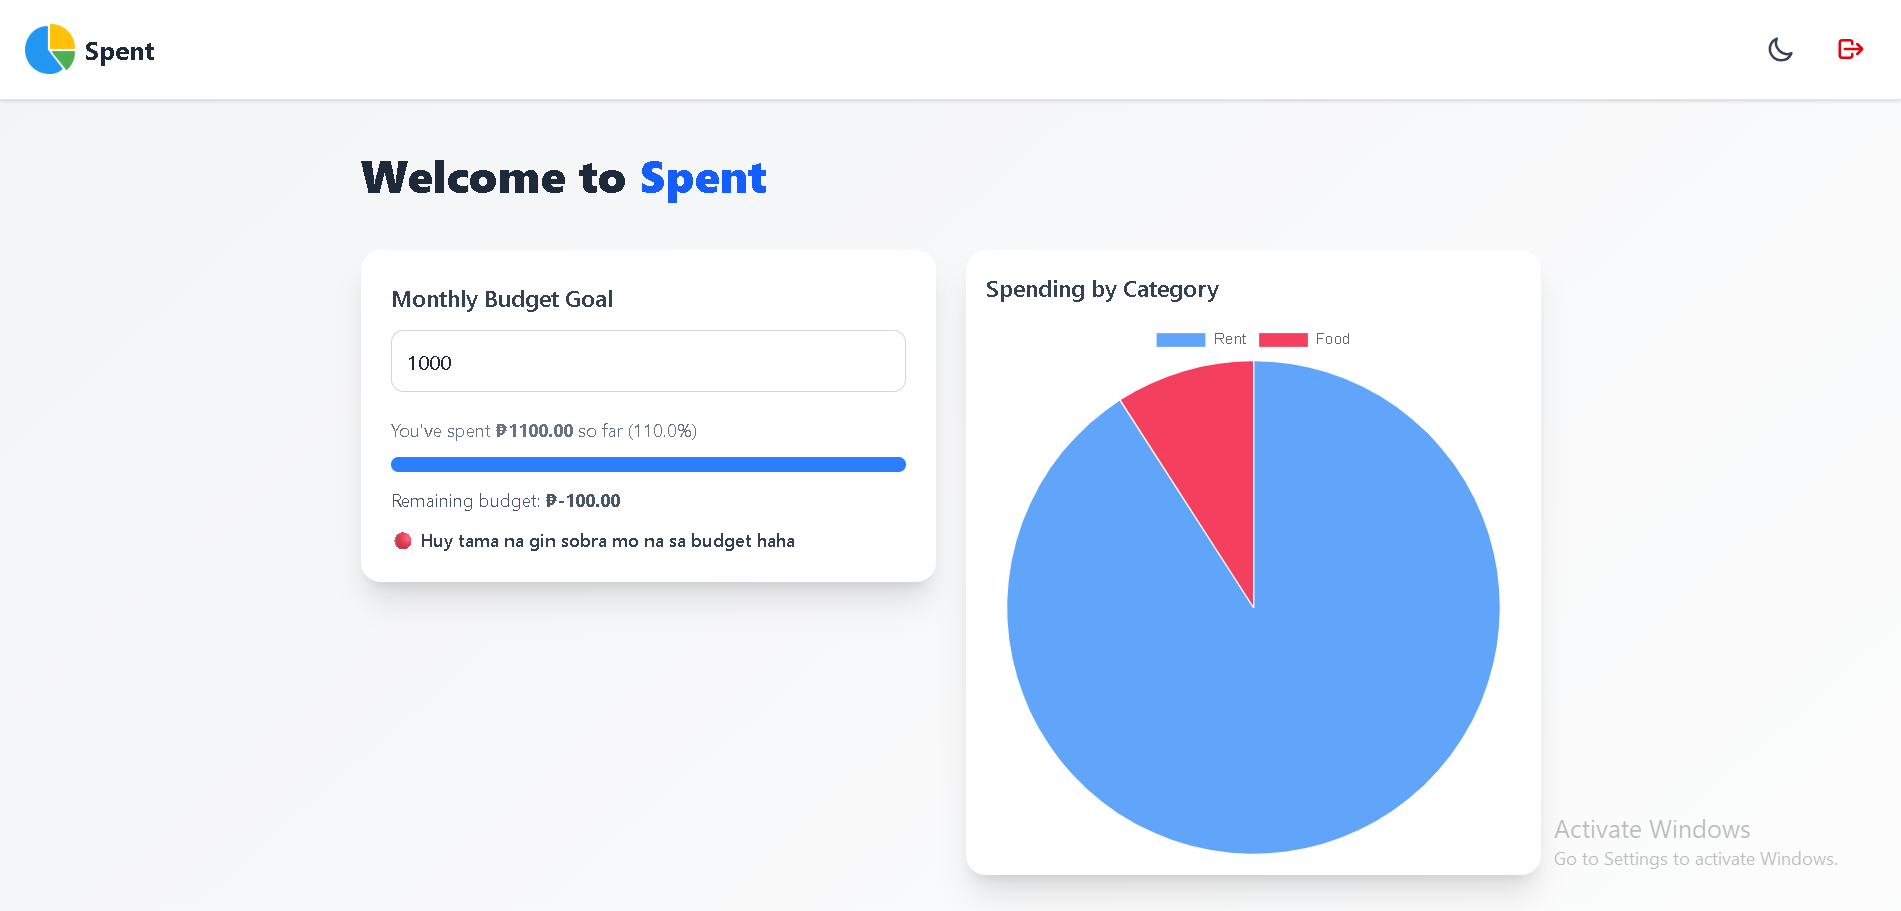 Spent
Welcome to Spent
Monthly Budget Goal
1000
You've spent ₱1100.00 so far (110.0%)
Remaining budget: ₱-100.00
Huy tama na gin sobra mo na sa budget haha
Spending by Category
Rent Food
Activate Windows
Go to Settings to activate Windows.